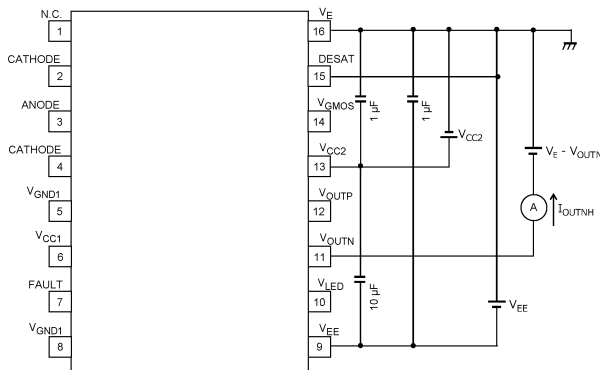 N.C.
1
CATHODE
2
ANODE
3
CATHODE
4
VGND1
5
VCC1
6
FAULT
7
VGND1
8
VE
16
DESAT
15
VGMOS
14
VCC2
13
VOUTP
12
VOUTN
11
VLED
10
VEE
9
1 µF
1 µF
10 µF
VCC2
VE - VOUTN
A
IOUTNH
VEE